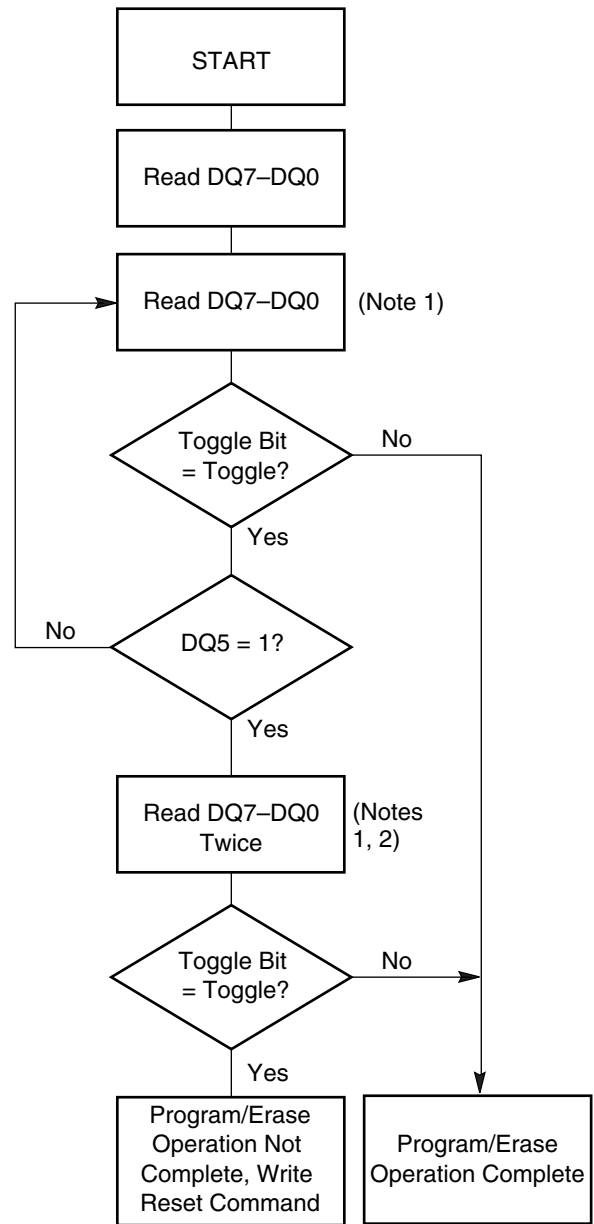 START
Read DQ7–DQ0
Read DQ7–DQ0
(Note 1)
Toggle Bit
= Toggle?
No
Yes
No
DQ5 = 1?
Yes
Read DQ7–DQ0
Twice
(Notes
1, 2)
Toggle Bit
= Toggle?
No
Yes
Program/Erase
Operation Not
Complete, Write
Reset Command
Program/Erase
Operation Complete